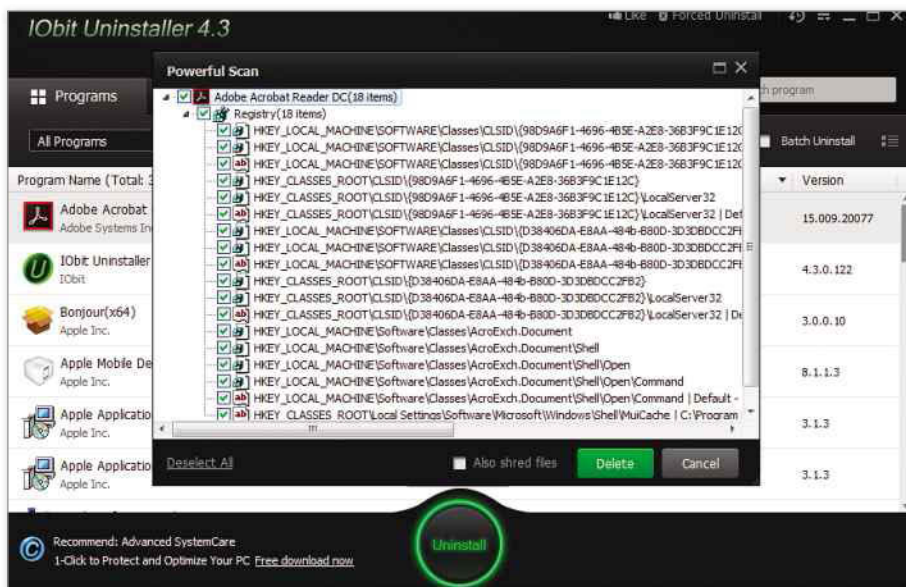 IObit Uninstaller 4.3
Like Forced Uninstall
Powerful Scan
Programs
program
All Programs
Batch Uninstall
Adobe Acrobat Reader DC(18 items)
Registry(18 items)
HKEY_LOCAL_MACHINE\SOFTWARE\Classes\CLSID\{98D9A6F1-4696-4B5E-A2E8-36B3F9C1E12C
HKEY_LOCAL_MACHINE\SOFTWARE\Classes\CLSID\{98D9A6F1-4696-4B5E-A2E8-36B3F9C1E12C
HKEY_LOCAL_MACHINE\SOFTWARE\Classes\CLSID\{98D9A6F1-4696-4B5E-A2E8-36B3F9C1E12C
HKEY_CLASSES_ROOT\CLSID\{98D9A6F1-4696-4B5E-A2E8-36B3F9C1E12C}
HKEY_CLASSES_ROOT\CLSID\{98D9A6F1-4696-4B5E-A2E8-36B3F9C1E12C}\LocalServer32
HKEY_CLASSES_ROOT\CLSID\{98D9A6F1-4696-4B5E-A2E8-36B3F9C1E12C}\LocalServer32 | Def
HKEY_LOCAL_MACHINE\SOFTWARE\Classes\CLSID\{D38406DA-E8AA-484b-B80D-3D3DBDCC2FB
HKEY_LOCAL_MACHINE\SOFTWARE\Classes\CLSID\{D38406DA-E8AA-484b-B80D-3D3DBDCC2FB
HKEY_LOCAL_MACHINE\SOFTWARE\Classes\CLSID\{D38406DA-E8AA-484b-B80D-3D3DBDCC2FB
HKEY_CLASSES_ROOT\CLSID\{D38406DA-E8AA-484b-B80D-3D3DBDCC2FB2}
HKEY_CLASSES_ROOT\CLSID\{D38406DA-E8AA-484b-B80D-3D3DBDCC2FB2}\LocalServer32
HKEY_CLASSES_ROOT\CLSID\{D38406DA-E8AA-484b-B80D-3D3DBDCC2FB2}\LocalServer32 | De
HKEY_LOCAL_MACHINE\Software\Classes\AcroExch.Document
HKEY_LOCAL_MACHINE\Software\Classes\AcroExch.Document\Shell
HKEY_LOCAL_MACHINE\Software\Classes\AcroExch.Document\Shell\Open
HKEY_LOCAL_MACHINE\Software\Classes\AcroExch.Document\Shell\Open\Command
HKEY_LOCAL_MACHINE\Software\Classes\AcroExch.Document\Shell\Open\Command | Default -
HKEY_CLASSES_ROOT\Local Settings\Software\Microsoft\Windows\Shell\MuiCache | C:\Program
Deselect All
Also shred files
Delete
Cancel
Program Name (Total: 3
Version
Adobe Acrobat
Adobe Systems In
15.009.20077
IObit Uninstaller
IObit
4.3.0.122
Bonjour(x64)
Apple Inc.
3.0.0.10
Apple Mobile De
Apple Inc.
8.1.1.3
Apple Applicatio
Apple Inc.
3.1.3
Apple Applicatio
Apple Inc.
3.1.3
Recommend: Advanced SystemCare
1-Click to Protect and Optimize Your PC Free download now
Uninstall